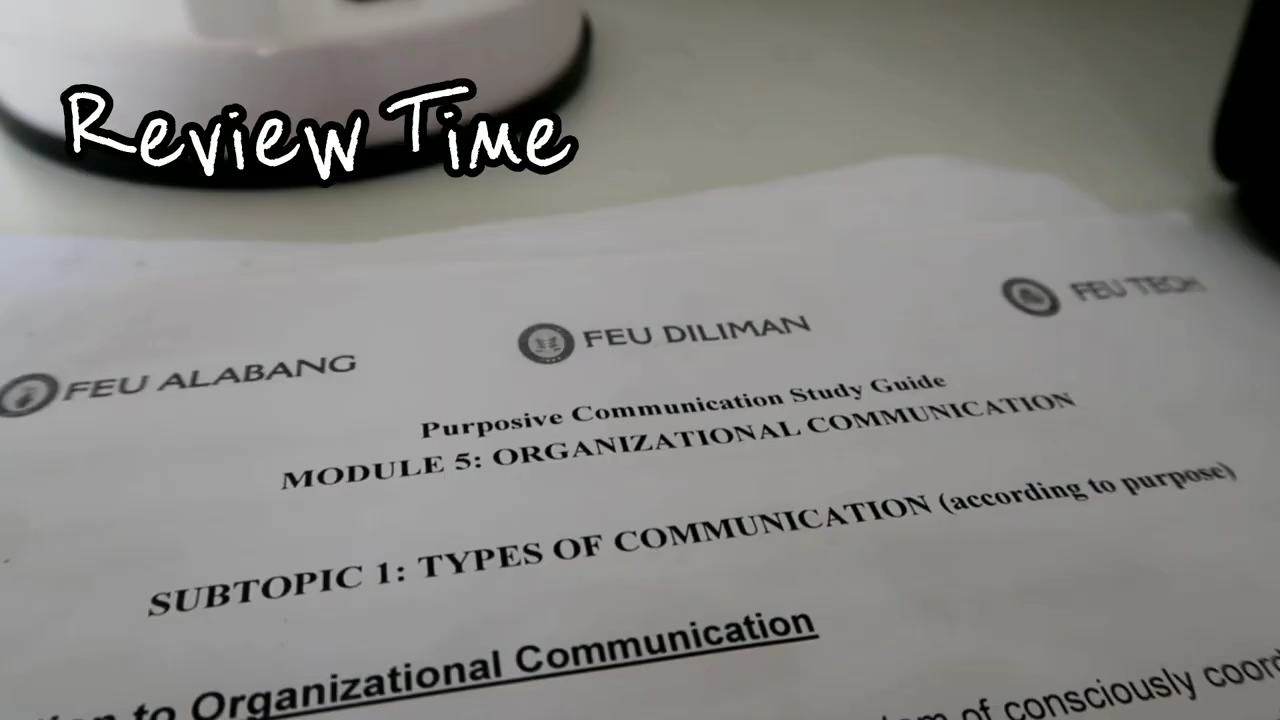 Review Time
FEU ALABANG
FEU DILIMAN
FEU TECH
Purposive Communication Study Guide
MODULE 5: ORGANIZATIONAL COMMUNICATION
SUBTOPIC 1: TYPES OF COMMUNICATION (according to purpose)
to Organizational Communication
of consciously